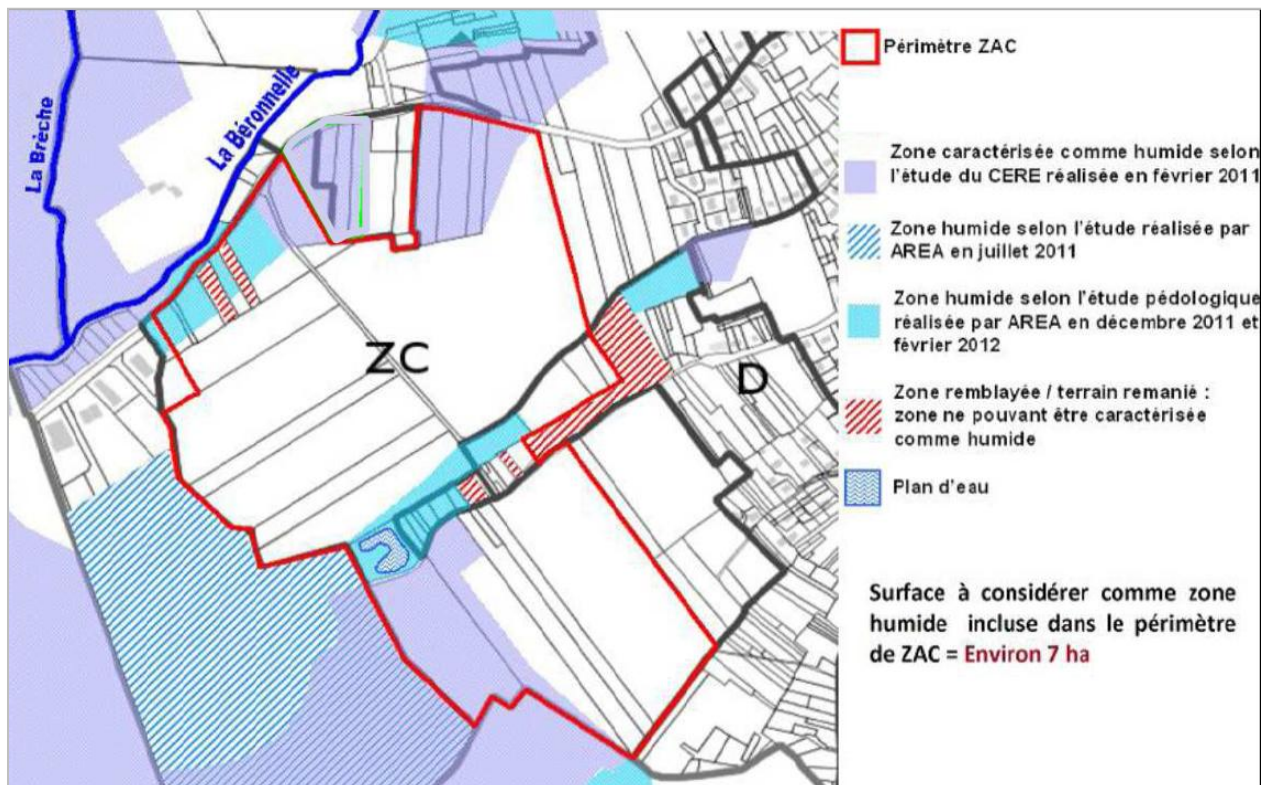 La Brèche
La Béronnelle
ZC
D
Périmètre ZAC
Zone caractérisée comme humide selon
l'étude du CERE réalisée en février 2011
Zone humide selon l'étude réalisée par
AREA en juillet 2011
Zone humide selon l'étude pédologique
réalisée par AREA en décembre 2011 et
février 2012
Zone remblayée / terrain remanié :
zone ne pouvant être caractérisée
comme humide
Plan d'eau
Surface à considérer comme zone
humide incluse dans le périmètre
de ZAC = Environ 7 ha